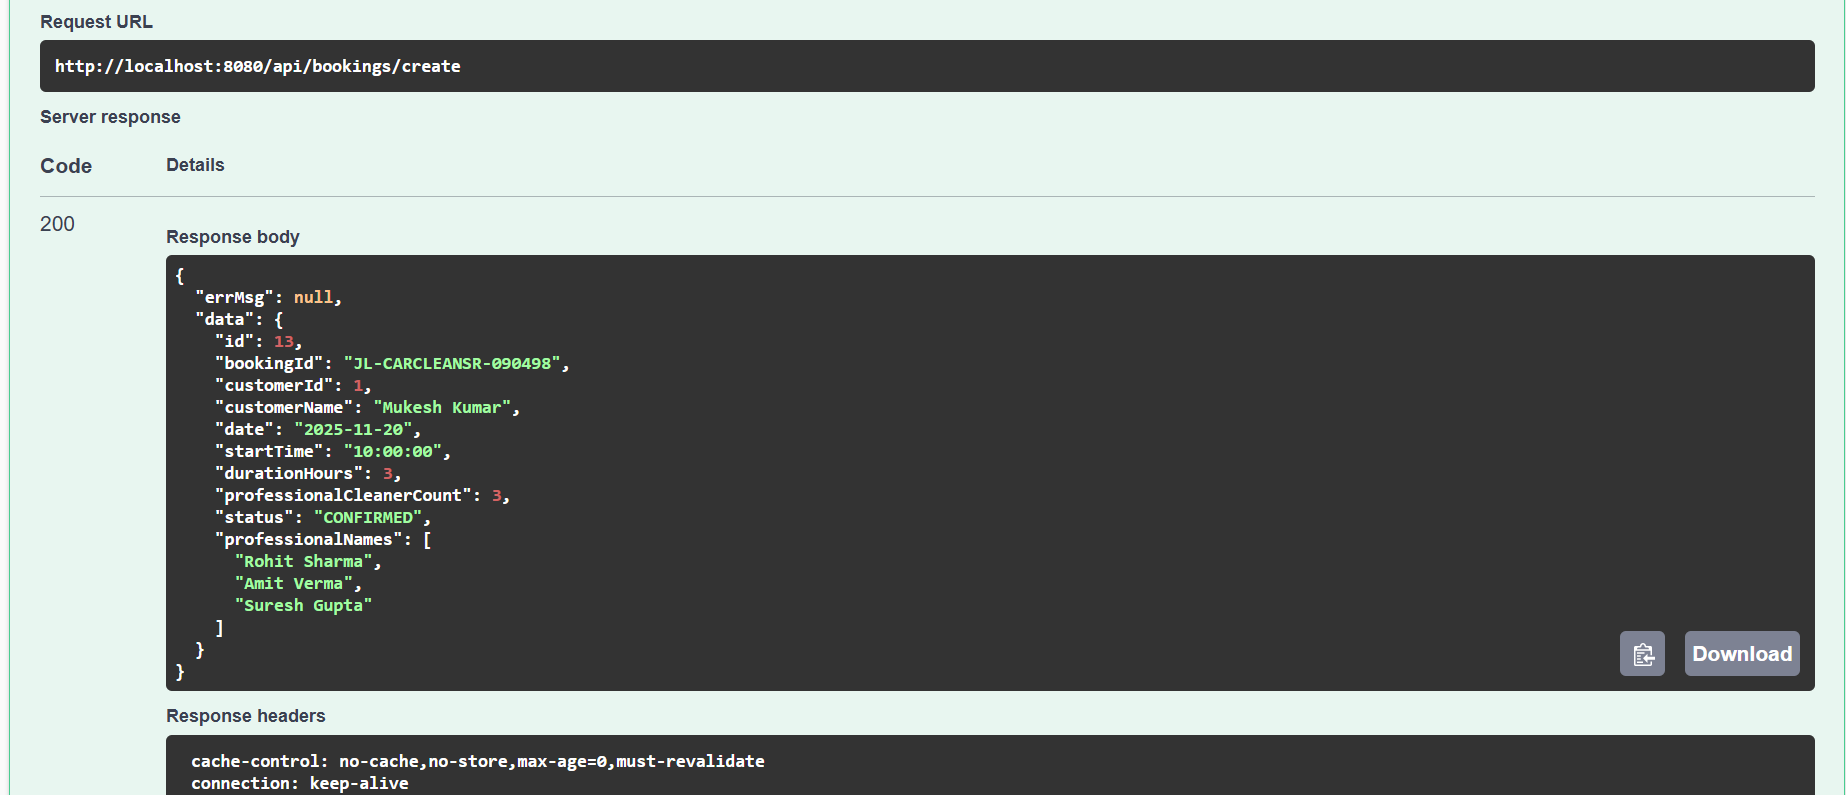 Request URL
http://localhost:8080/api/bookings/create
Server response
Code Details
200
Response body
{
  "errMsg": null,
  "data": {
    "id": 13,
    "bookingId": "JL-CARCLEANSR-090498",
    "customerId": 1,
    "customerName": "Mukesh Kumar",
    "date": "2025-11-20",
    "startTime": "10:00:00",
    "durationHours": 3,
    "professionalCleanerCount": 3,
    "status": "CONFIRMED",
    "professionalNames": [
      "Rohit Sharma",
      "Amit Verma",
      "Suresh Gupta"
    ]
  }
}
Download
Response headers
cache-control: no-cache,no-store,max-age=0,must-revalidate
connection: keep-alive